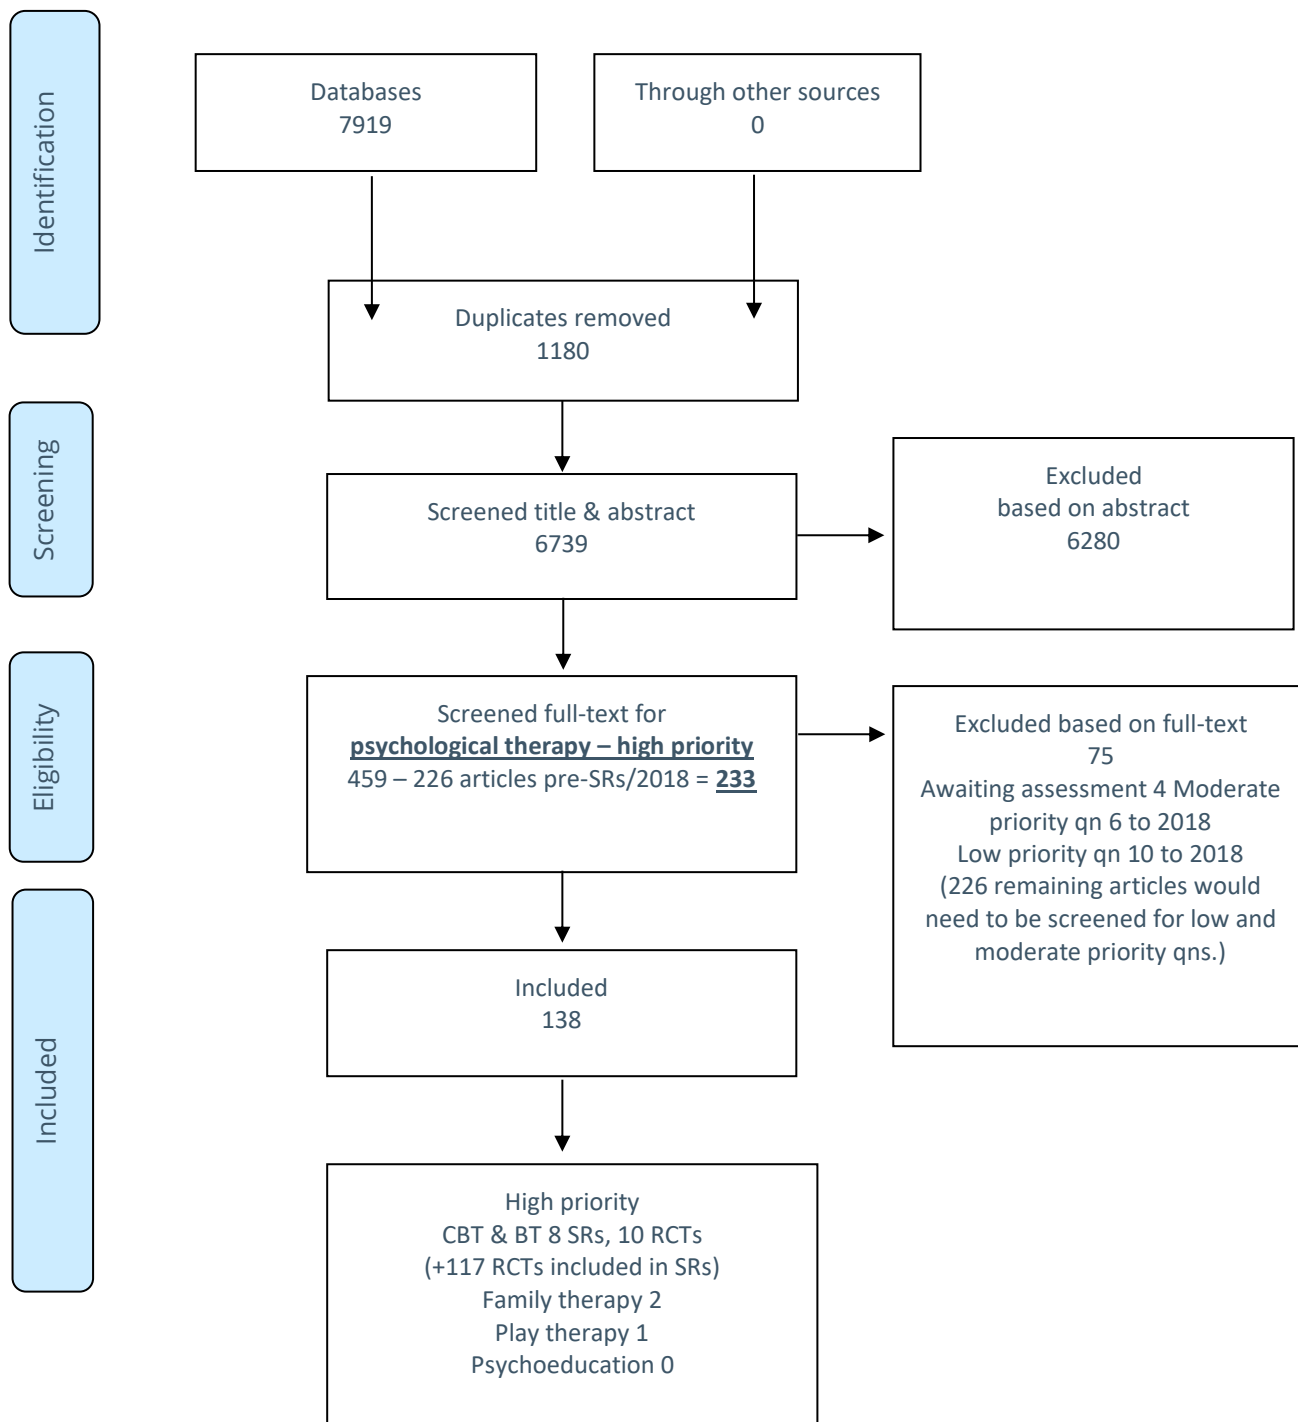 Identification
Databases
7919
Through other sources
0
Duplicates removed
1180
Screening
Screened title & abstract
6739
Excluded
based on abstract
6280
Eligibility
Screened full-text for
psychological therapy – high priority
459 – 226 articles pre-SRs/2018 = 233
Excluded based on full-text
75
Awaiting assessment 4 Moderate
priority qn 6 to 2018
Low priority qn 10 to 2018
(226 remaining articles would
need to be screened for low and
moderate priority qns.)
Included
Included
138
High priority
CBT & BT 8 SRs, 10 RCTs
(+117 RCTs included in SRs)
Family therapy 2
Play therapy 1
Psychoeducation 0